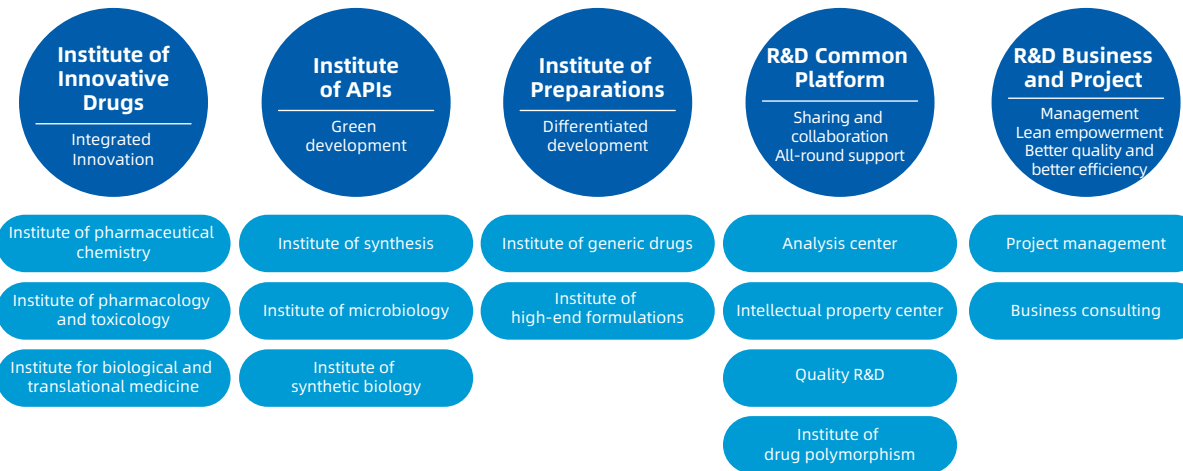 Institute of
Innovative
Drugs
Integrated
Innovation
Institute of pharmaceutical
chemistry
Institute of pharmacology
and toxicology
Institute for biological and
translational medicine
Institute
of APIs
Green
development
Institute of synthesis
Institute of microbiology
Institute of
synthetic biology
Institute of
Preparations
Differentiated
development
Institute of generic drugs
Institute of
high-end formulations
R&D Common
Platform
Sharing and
collaboration
All-round support
Analysis center
Intellectual property center
Quality R&D
Institute of
drug polymorphism
R&D Business
and Project
Management
Lean empowerment
Better quality and
better efficiency
Project management
Business consulting